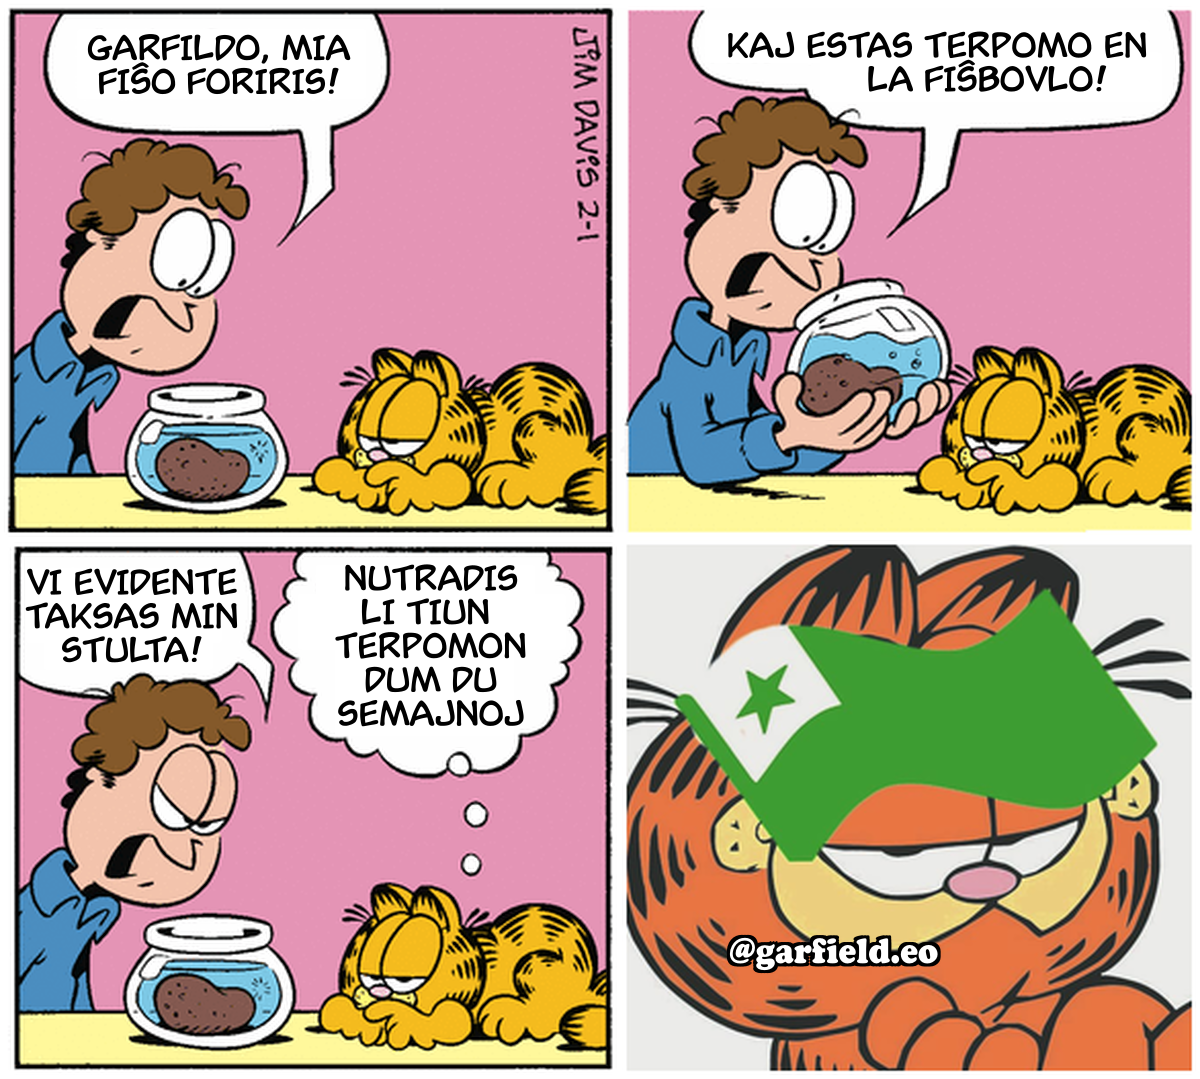 GARFILDO, MIA
FIŜO FORIRIS!
JIM DAVIS 2-1
KAJ ESTAS TERPOMO EN
LA FIŜBOVLO!
VI EVIDENTE
TAKSAS MIN
STULTA!
NUTRADIS
LI TIUN
TERPOMON
DUM DU
SEMAJNOJ
@garfield.eo